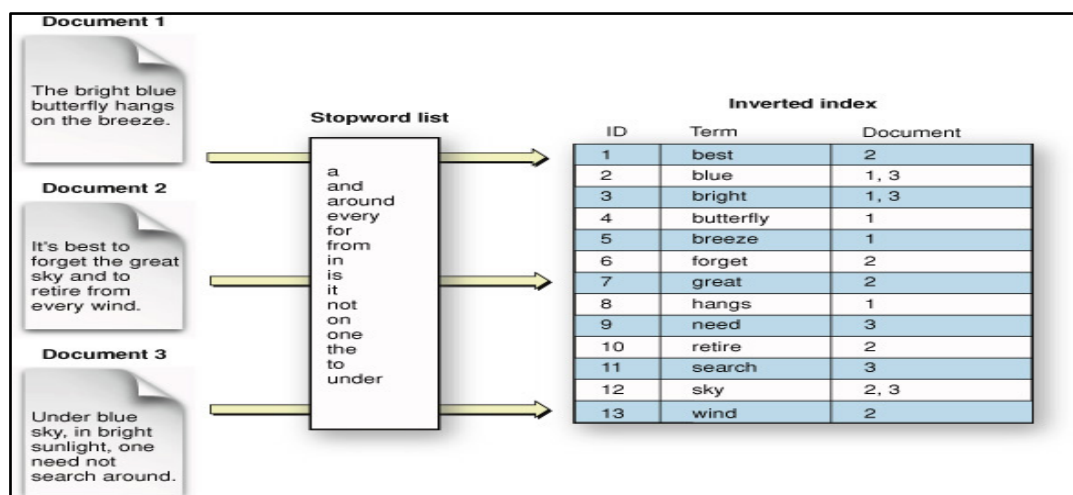 Document 1
The bright blue
butterfly hangs
on the breeze.
Document 2
It's best to
forget the great
sky and to
retire from
every wind.
Document 3
Under blue
sky, in bright
sunlight, one
need not
search around.
Stopword list
a
and
around
every
for
from
in
is
it
not
on
one
the
to
under
Inverted index
ID Term Document
1 best 2
2 blue 1, 3
3 bright 1, 3
4 butterfly 1
5 breeze 1
6 forget 2
7 great 2
8 hangs 1
9 need 3
10 retire 2
11 search 3
12 sky 2, 3
13 wind 2